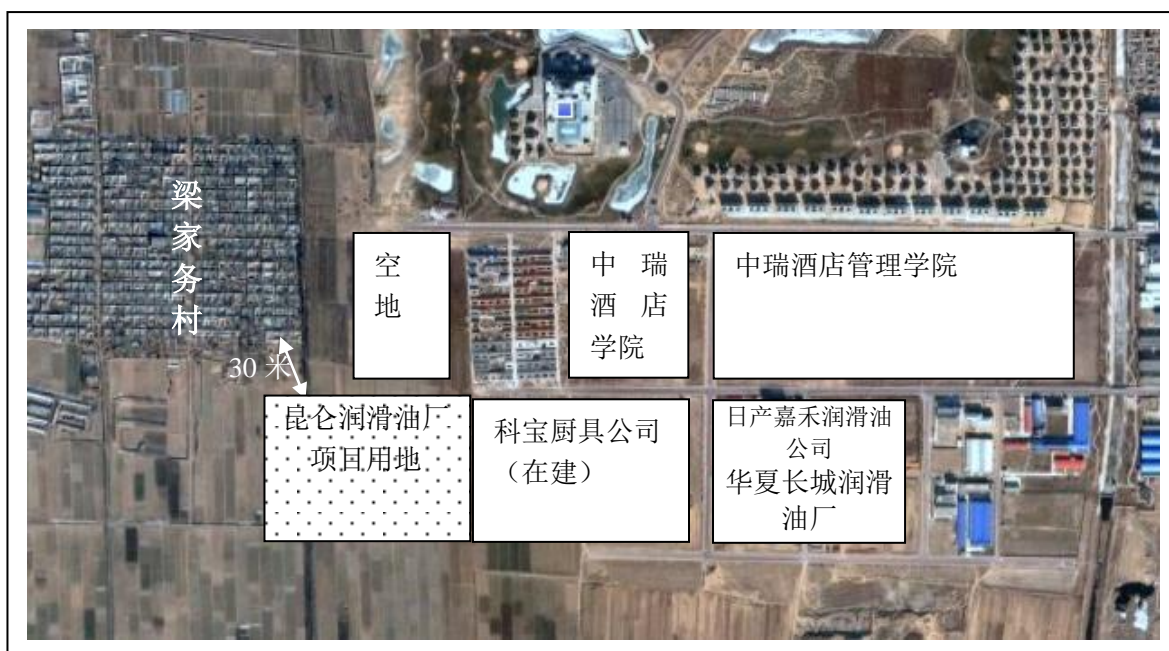 梁家务村
30 米
空
地
中 瑞
酒 店
学院
中瑞酒店管理学院
昆仑润滑油厂
项目用地
科宝厨具公司
（在建）
日产嘉禾润滑油
公司
华夏长城润滑
油厂